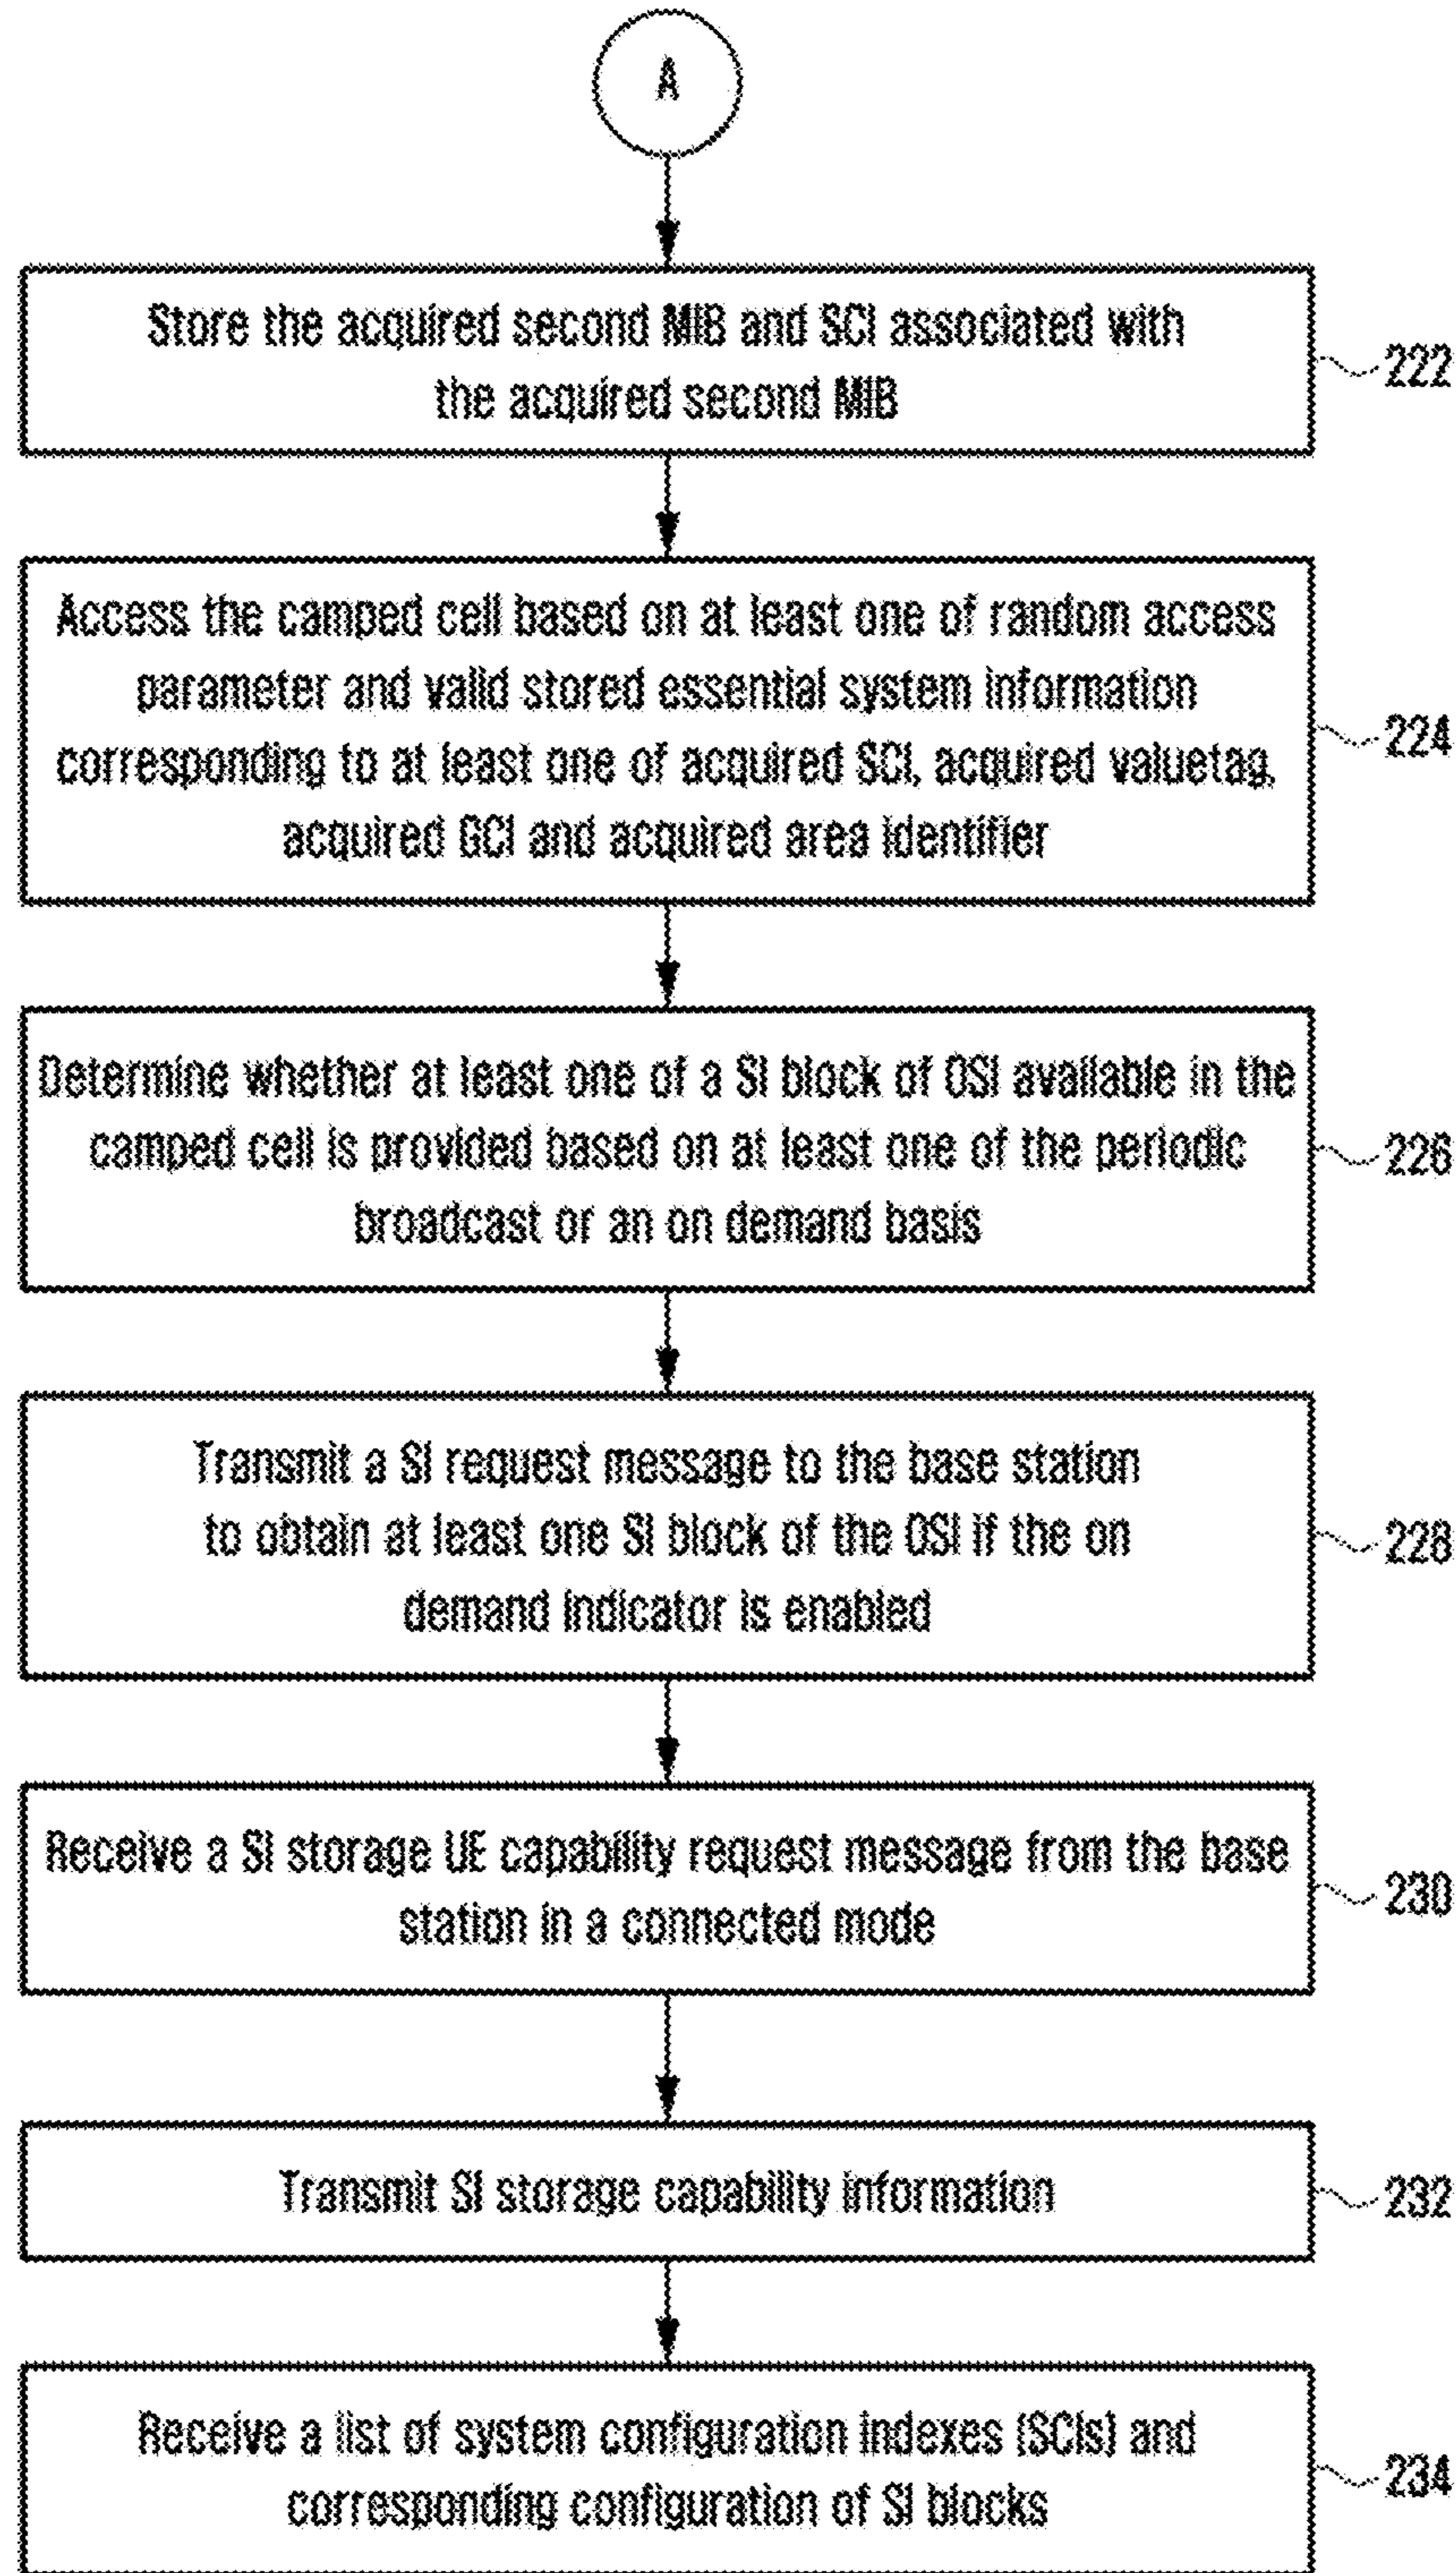 A
Store the acquired second MIB and SCI associated with
the acquired second MIB
222
Access the camped cell based on at least one of random access
parameter and valid stored essential system information
corresponding to at least one of acquired SCI, acquired valuetag,
acquired GCI and acquired area identifier
224
Determine whether at least one of a SI block of OSI available in the
camped cell is provided based on at least one of the periodic
broadcast or an on demand basis
226
Transmit a SI request message to the base station
to obtain at least one SI block of the OSI if the on
demand indicator is enabled
228
Receive a SI storage UE capability request message from the base
station in a connected mode
230
Transmit SI storage capability information
232
Receive a list of system configuration indexes (SCIs) and
corresponding configuration of SI blocks
234